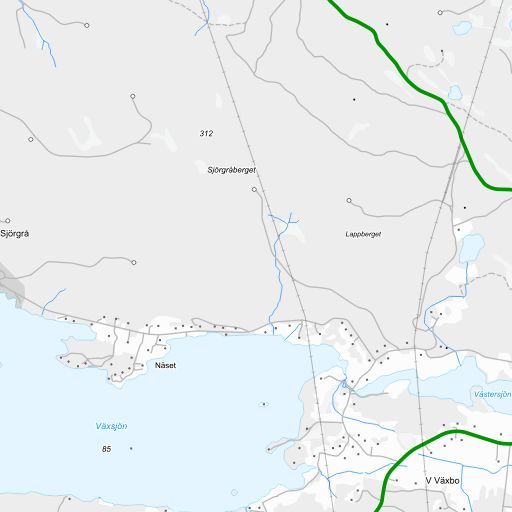 312
Sjörgråberget
Sjörgrå
Lappberget
Näset
Västersjön
Växsjön
85
V Växbo